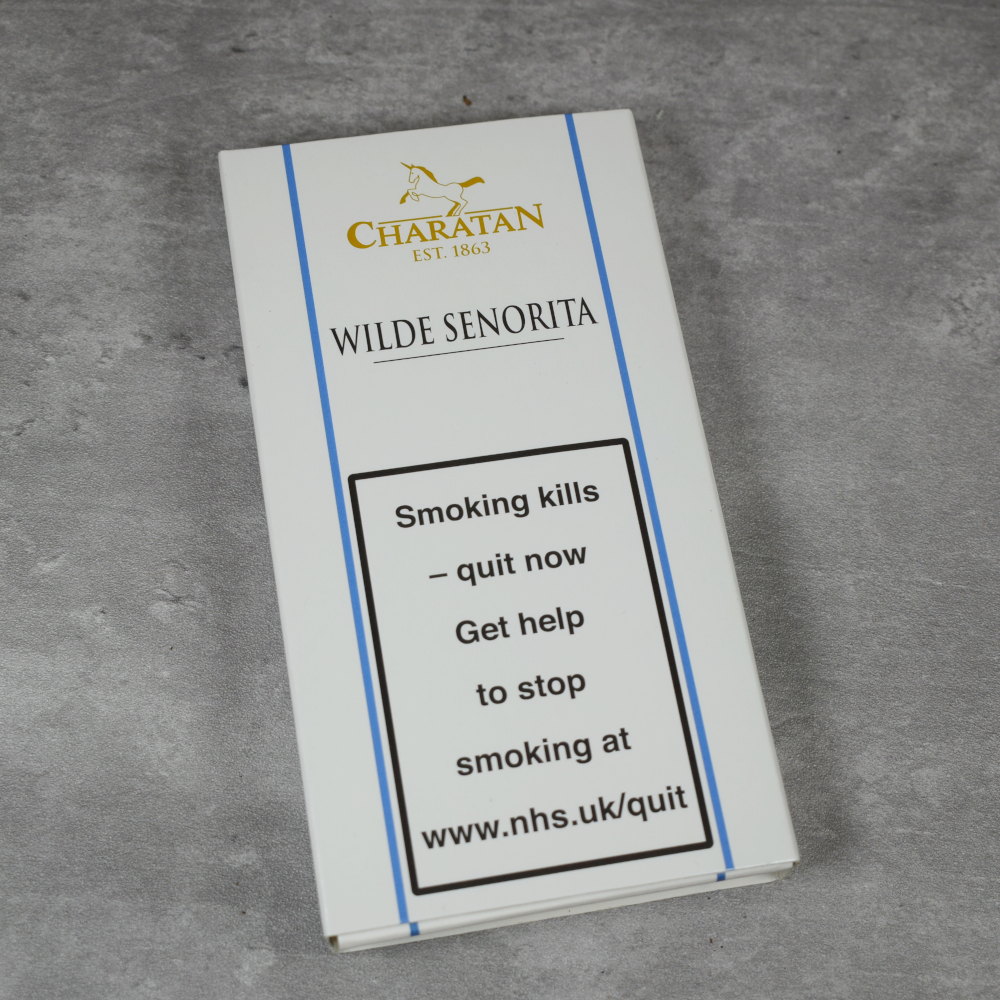 CHARATAN
EST. 1863
WILDE SENORITA
Smoking kills
– quit now
Get help
to stop
smoking at
www.nhs.uk/quit